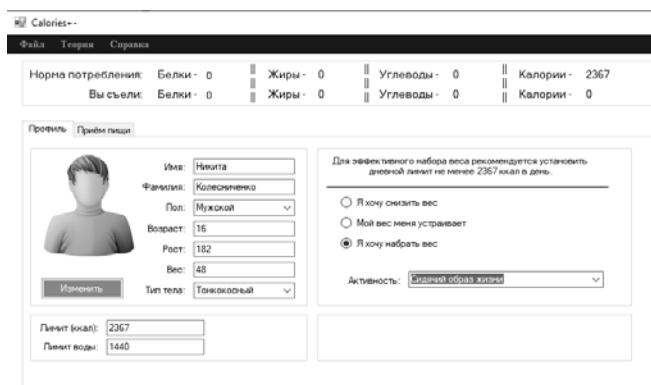 Calories+-
Файл Теория Справка
Норма потребления: Белки - 0 || Жиры - 0 || Углеводы - 0 || Калории - 2367
Вы съели: Белки - 0 || Жиры - 0 || Углеводы - 0 || Калории - 0
Профиль Приём пищи
Имя: Никита
Фамилия: Колесниченко
Пол: Мужской
Возраст: 16
Рост: 182
Вес: 48
Изменить
Тип тела: Тонкокосный
Для эффективного набора веса рекомендуется установить
дневной лимит не менее 2367 ккал в день.
Я хочу снизить вес
Мой вес меня устраивает
Я хочу набрать вес
Активность: Сидячий образ жизни
Лимит (ккал): 2367
Лимит воды: 1440